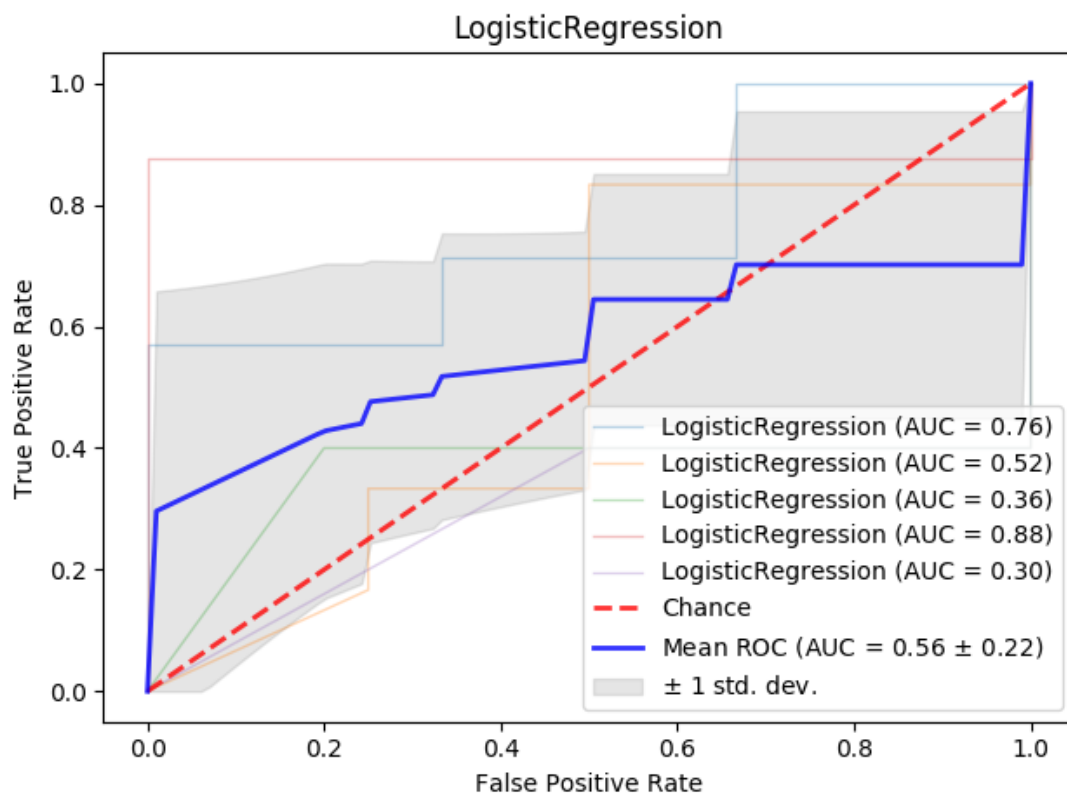 LogisticRegression
True Positive Rate
1.0
0.8
0.6
0.4
0.2
0.0
LogisticRegression (AUC = 0.76)
LogisticRegression (AUC = 0.52)
LogisticRegression (AUC = 0.36)
LogisticRegression (AUC = 0.88)
LogisticRegression (AUC = 0.30)
Chance
Mean ROC (AUC = 0.56 ± 0.22)
± 1 std. dev.
0.0 0.2 0.4 0.6 0.8 1.0
False Positive Rate